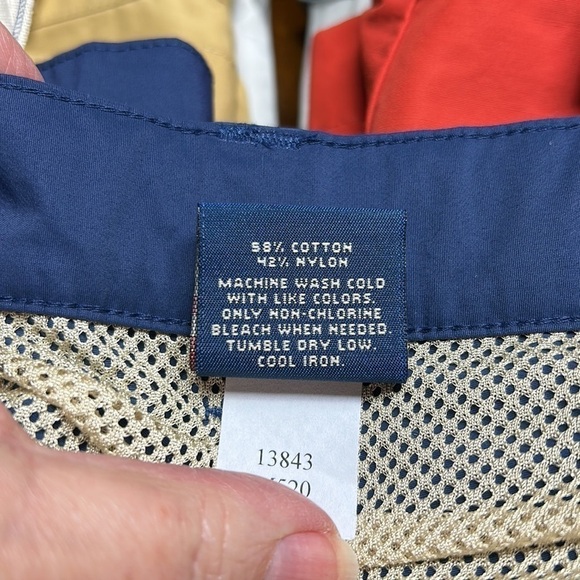 58% COTTON
42% NYLON
MACHINE WASH COLD
WITH LIKE COLORS.
ONLY NON-CHLORINE
BLEACH WHEN NEEDED.
TUMBLE DRY LOW.
COOL IRON.
13843